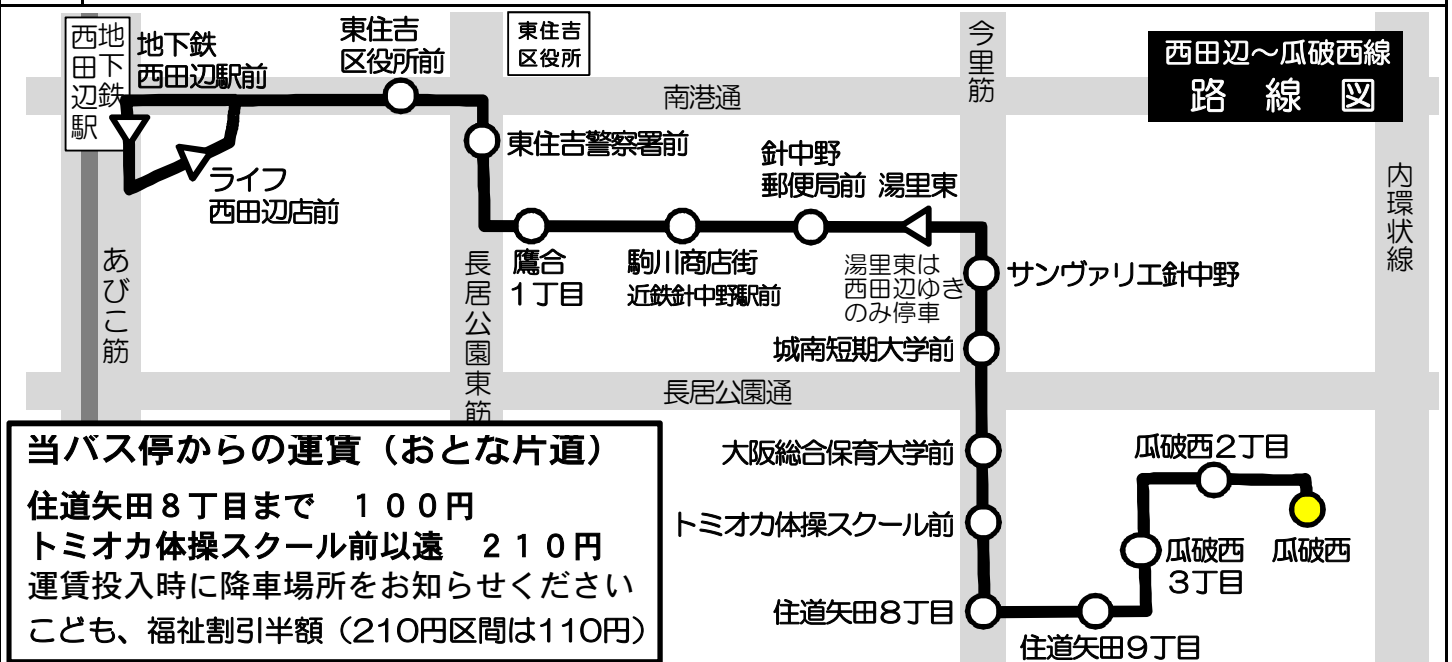 地下鉄
西田辺駅
地下鉄
西田辺駅前
東住吉
区役所前
東住吉
区役所
今里筋
西田辺～瓜破西線
路線図
南港通
東住吉警察署前
針中野
郵便局前
湯里東
ライフ
西田辺店前
内環状線
あびこ筋
長居公園東筋
鷹合
1丁目
駒川商店街
近鉄針中野駅前
湯里東は
西田辺ゆき
のみ停車
サンヴァリエ針中野
城南短期大学前
長居公園通
当バス停からの運賃（おとな片道）
住道矢田８丁目まで　１００円
トミオカ体操スクール前以遠　２１０円
運賃投入時に降車場所をお知らせください
こども、福祉割引半額（210円区間は110円）
大阪総合保育大学前
トミオカ体操スクール前
住道矢田８丁目
住道矢田９丁目
瓜破西２丁目
瓜破西
３丁目
瓜破西